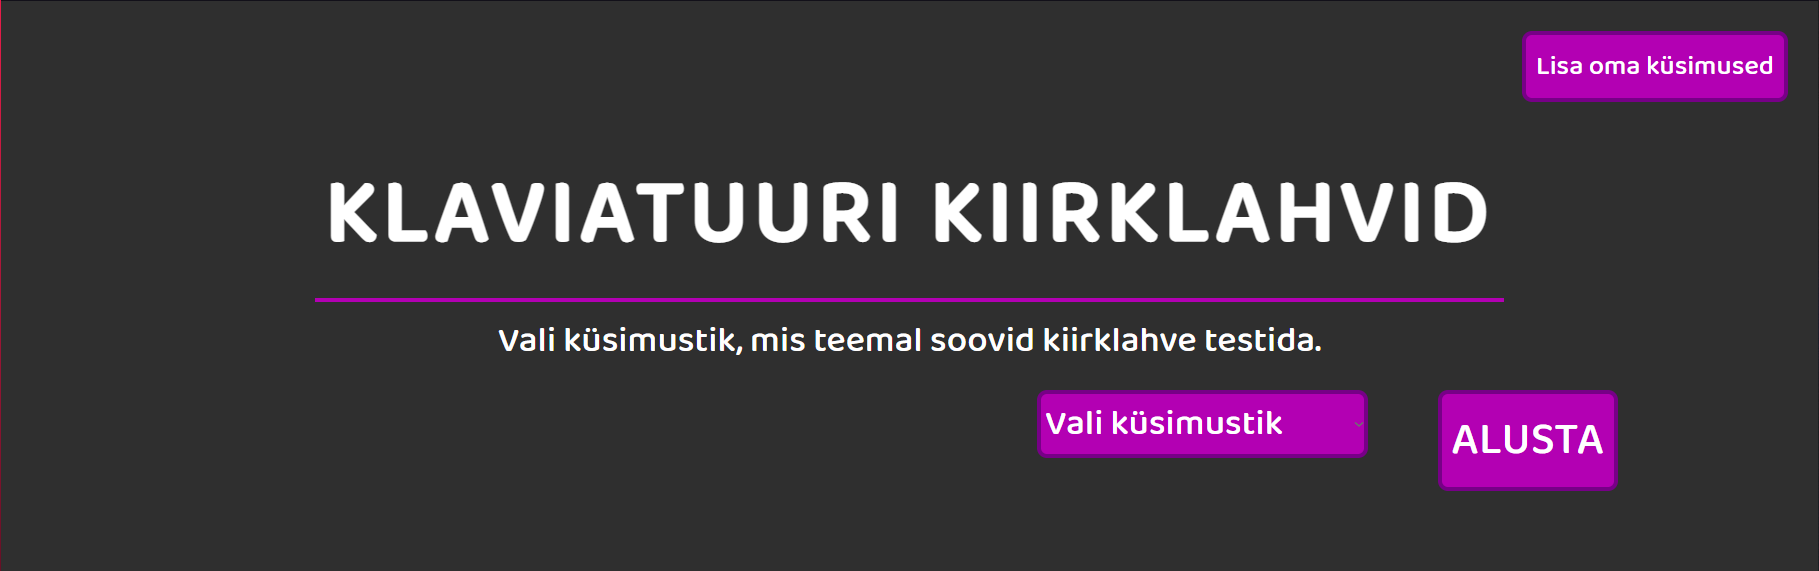 Lisa oma küsimused
KLAVIATUURI KIIRKLAHVID
Vali küsimustik, mis teemal soovid kiirklahve testida.
Vali küsimustik
ALUSTA